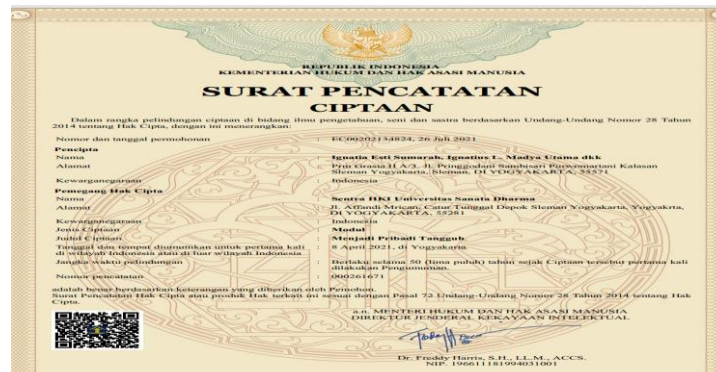 REPUBLIK INDONESIA
KEMENTERIAN HUKUM DAN HAK ASASI MANUSIA
SURAT PENCATATAN
CIPTAAN
Dalam rangka pelindungan ciptaan di bidang ilmu pengetahuan, seni dan sastra berdasarkan Undang-Undang Nomor 28 Tahun
2014 tentang Hak Cipta, dengan ini menerangkan:
Nomor dan tanggal permohonan : EC00202134824, 26 Juli 2021
Pencipta
Nama : Ignatia Esti Sumarah, Ignatius L. Madya Utama dkk
Alamat : Griya II A/3. Jl. Pringgodani Sambisari Purwomartani Kalasan
Sleman Yogyakarta, Sleman, DI YOGYAKARTA, 55571
Kewarganegaraan : Indonesia
Pemegang Hak Cipta
Nama : Sentra HKI Universitas Sanata Dharma
Alamat : Jl. Affandi Mrican, Catur Tunggal Depok Sleman Yogyakarta, Yogyakrta,
DI YOGYAKARTA, 55281
Kewarganegaraan : Indonesia
Jenis Ciptaan : Modul
Judul Ciptaan : Menjadi Pribadi Tangguh
Tanggal dan tempat diumumkan untuk pertama kali : 8 April 2021, di Yogyakarta
di wilayah Indonesia atau di luar wilayah Indonesia
Jangka waktu pelindungan : Berlaku selama 50 (lima puluh) tahun sejak Ciptaan tersebut pertama kali
dilakukan Pengumuman.
Nomor pencatatan : 000261671
adalah benar berdasarkan keterangan yang diberikan oleh Pemohon.
Surat Pencatatan Hak Cipta atau produk Hak terkait ini sesuai dengan Pasal 72 Undang-Undang Nomor 28 Tahun 2014 tentang Hak
Cipta.
a.n. MENTERI HUKUM DAN HAK ASASI MANUSIA
DIREKTUR JENDERAL KEKAYAAN INTELEKTUAL
Dr. Freddy Harris, S.H., LL.M., ACCS.
NIP. 196611181994031001